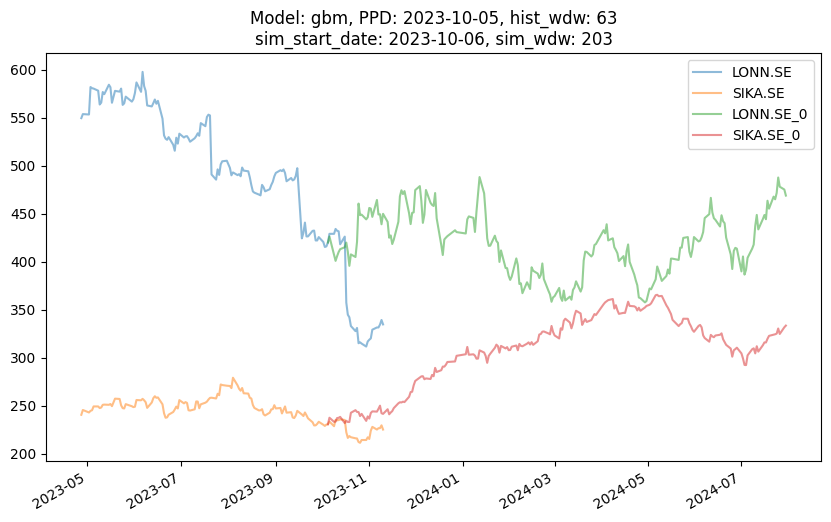 Model: gbm, PPD: 2023-10-05, hist_wdw: 63
sim_start_date: 2023-10-06, sim_wdw: 203
LONN.SE
SIKA.SE
LONN.SE_0
SIKA.SE_0
600
550
500
450
400
350
300
250
200
2023-05
2023-07
2023-09
2023-11
2024-01
2024-03
2024-05
2024-07